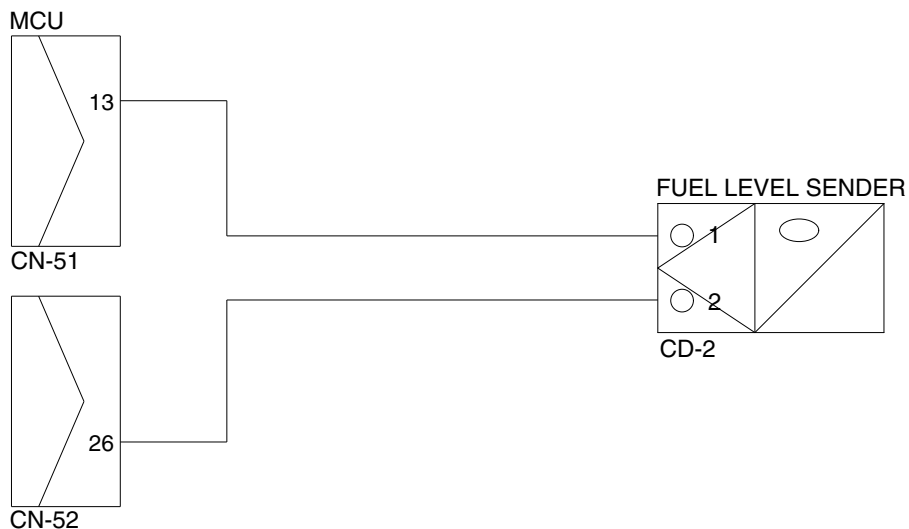 MCU
13
CN-51
FUEL LEVEL SENDER
1
2
CD-2
26
CN-52